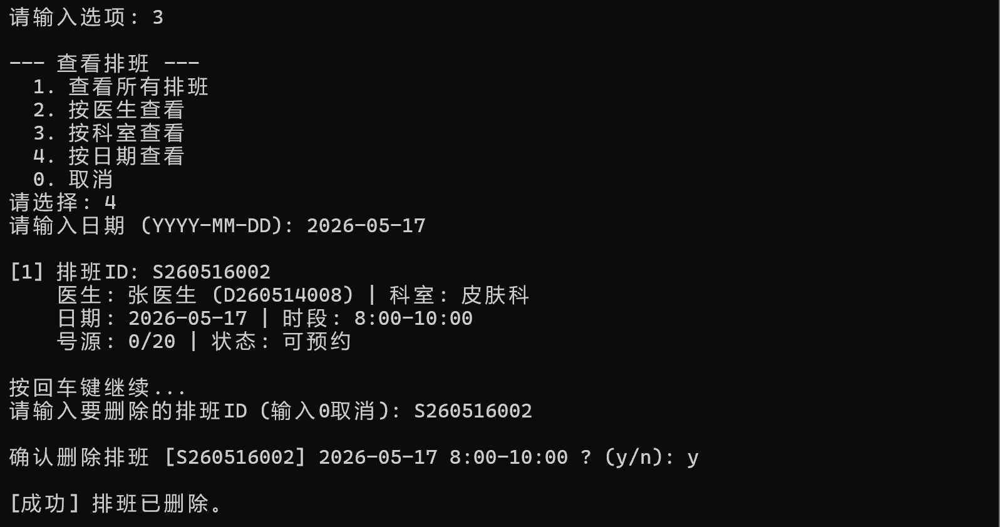 请输入选项: 3
--- 查看排班 ---
1. 查看所有排班
2. 按医生查看
3. 按科室查看
4. 按日期查看
0. 取消
请选择: 4
请输入日期 (YYYY-MM-DD): 2026-05-17
[1] 排班ID: S260516002
医生: 张医生 (D260514008) | 科室: 皮肤科
日期: 2026-05-17 | 时段: 8:00-10:00
号源: 0/20 | 状态: 可预约
按回车键继续...
请输入要删除的排班ID (输入0取消): S260516002
确认删除排班 [S260516002] 2026-05-17 8:00-10:00 ? (y/n): y
[成功] 排班已删除。